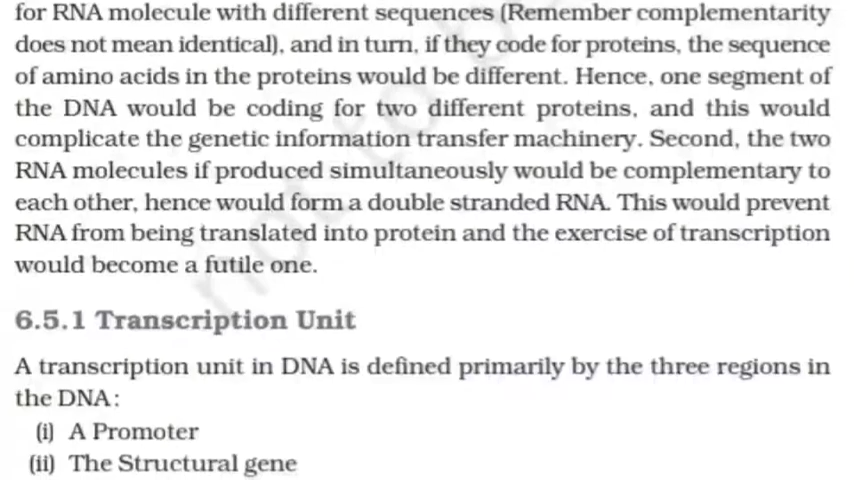 for RNA molecule with different sequences (Remember complementarity
does not mean identical), and in turn, if they code for proteins, the sequence
of amino acids in the proteins would be different. Hence, one segment of
the DNA would be coding for two different proteins, and this would
complicate the genetic information transfer machinery. Second, the two
RNA molecules if produced simultaneously would be complementary to
each other, hence would form a double stranded RNA. This would prevent
RNA from being translated into protein and the exercise of transcription
would become a futile one.
6.5.1 Transcription Unit
A transcription unit in DNA is defined primarily by the three regions in
the DNA:
(i) A Promoter
(ii) The Structural gene
not to b